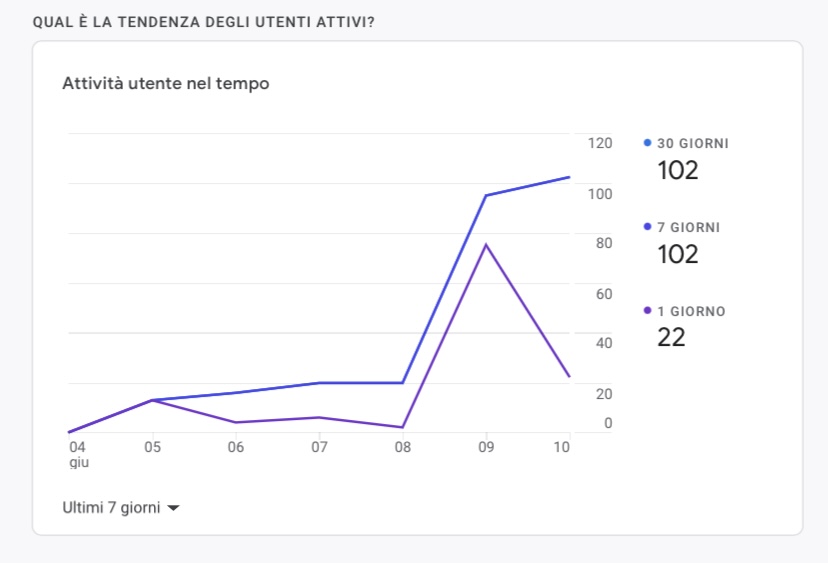 QUAL È LA TENDENZA DEGLI UTENTI ATTIVI?
Attività utente nel tempo
120
100
80
60
40
20
0
04
giu
05
06
07
08
09
10
30 GIORNI
102
7 GIORNI
102
1 GIORNO
22
Ultimi 7 giorni